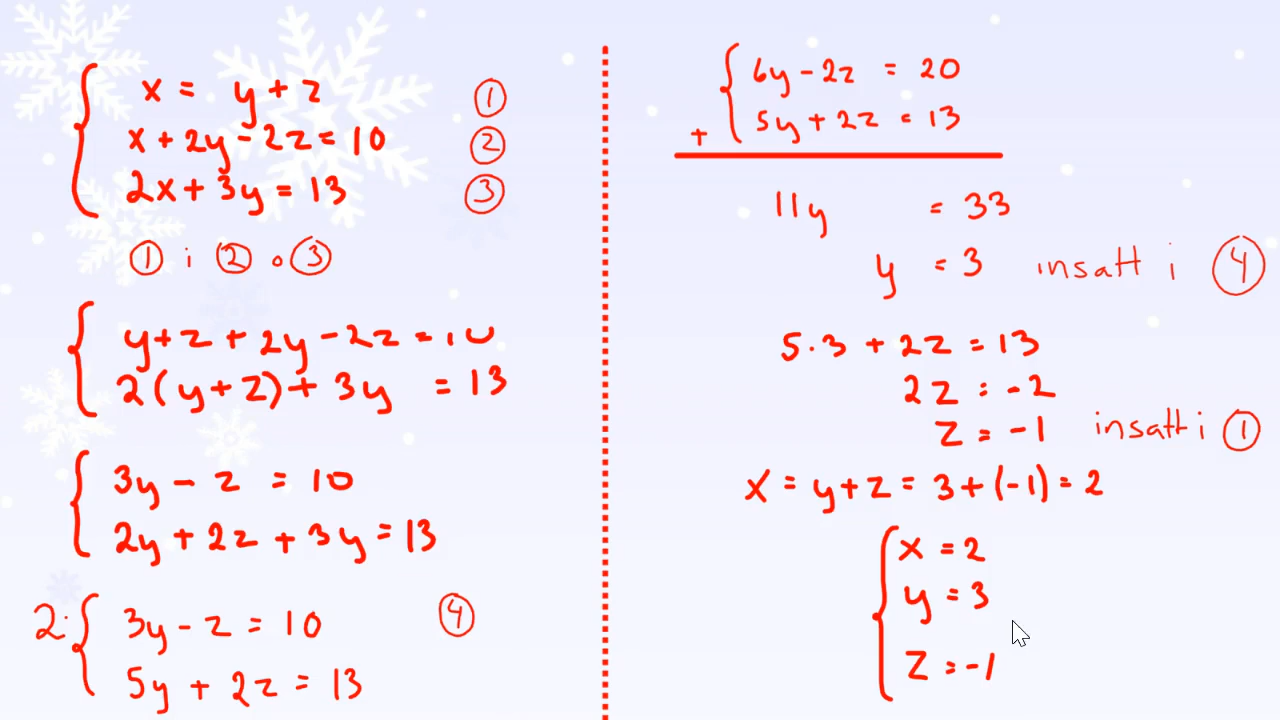 x = y + z ①
x + 2y - 2z = 10 ②
2x + 3y = 13 ③
① i ② o ③
y + z + 2y - 2z = 10
2(y + z) + 3y = 13
3y - z = 10
2y + 2z + 3y = 13
2· 3y - z = 10 ④
5y + 2z = 13
6y - 2z = 20
+ 5y + 2z = 13
11y = 33
y = 3 insatt i ④
5·3 + 2z = 13
2z = -2
z = -1 insatt i ①
x = y + z = 3 + (-1) = 2
x = 2
y = 3
z = -1